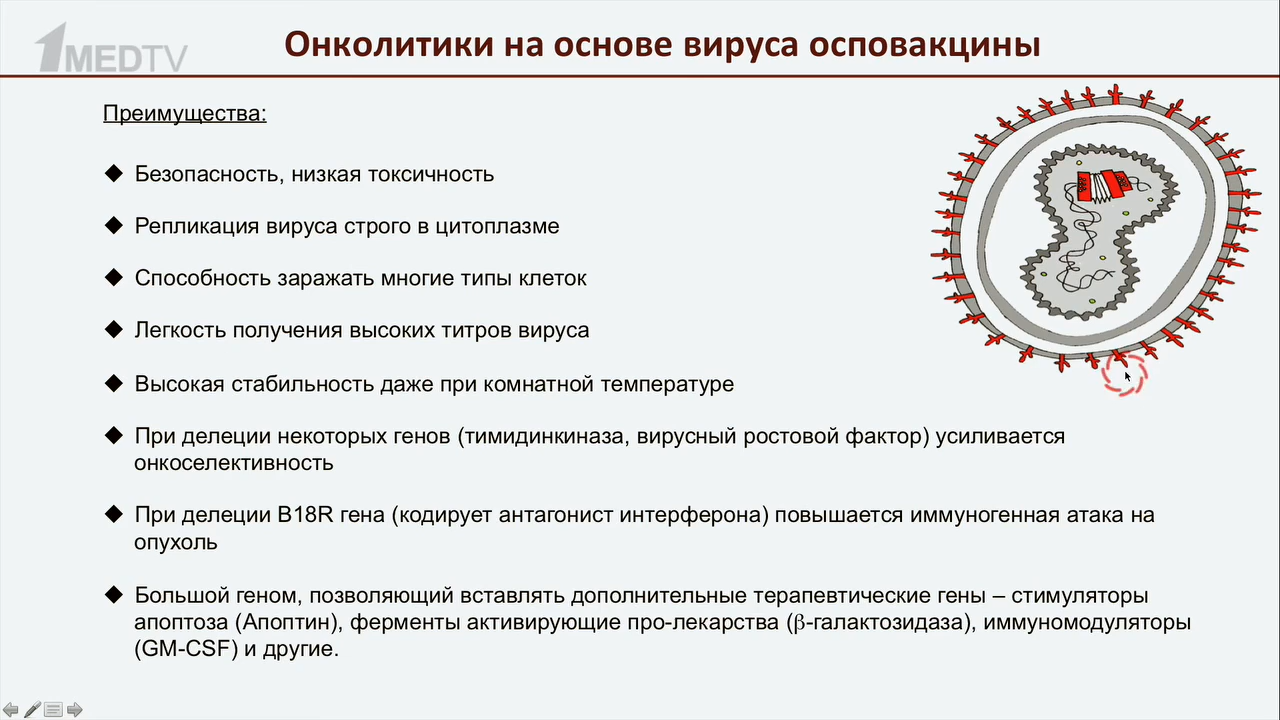 1MEDTV
Онколитики на основе вируса осповакцины
Преимущества:
◆ Безопасность, низкая токсичность
◆ Репликация вируса строго в цитоплазме
◆ Способность заражать многие типы клеток
◆ Легкость получения высоких титров вируса
◆ Высокая стабильность даже при комнатной температуре
◆ При делеции некоторых генов (тимидинкиназа, вирусный ростовой фактор) усиливается
онкоселективность
◆ При делеции B18R гена (кодирует антагонист интерферона) повышается иммуногенная атака на
опухоль
◆ Большой геном, позволяющий вставлять дополнительные терапевтические гены – стимуляторы
апоптоза (Апоптин), ферменты активирующие про-лекарства (β-галактозидаза), иммуномодуляторы
(GM-CSF) и другие.